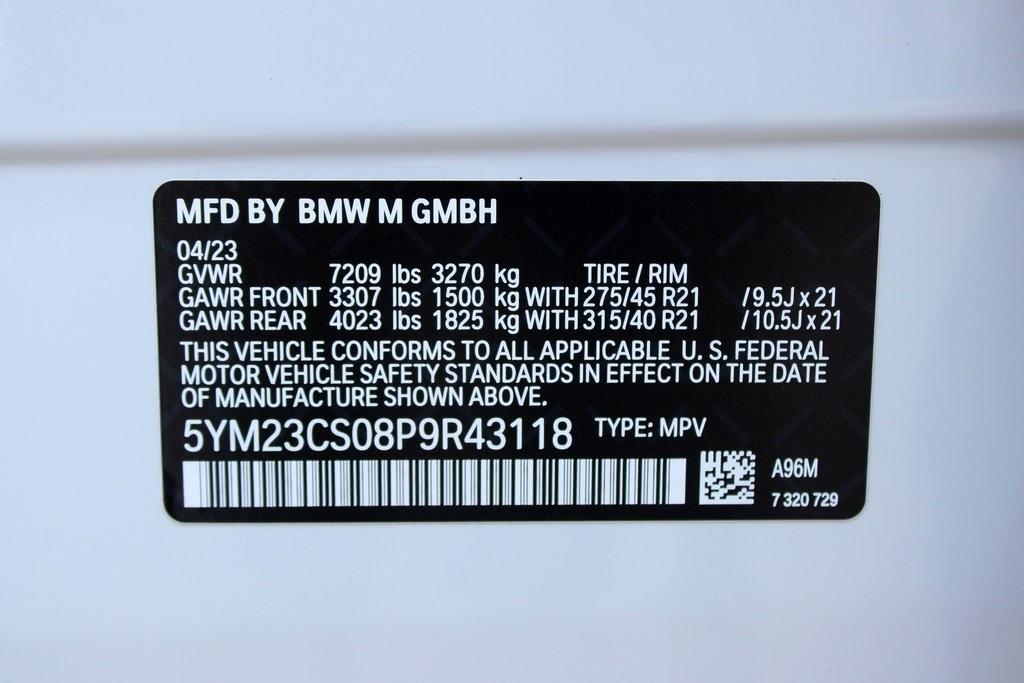 MFD BY BMW M GMBH
04/23
GVWR 7209 lbs 3270 kg TIRE / RIM
GAWR FRONT 3307 lbs 1500 kg WITH 275/45 R21 / 9.5J x 21
GAWR REAR 4023 lbs 1825 kg WITH 315/40 R21 / 10.5J x 21
THIS VEHICLE CONFORMS TO ALL APPLICABLE U. S. FEDERAL
MOTOR VEHICLE SAFETY STANDARDS IN EFFECT ON THE DATE
OF MANUFACTURE SHOWN ABOVE.
5YM23CS08P9R43118 TYPE: MPV
A96M
7 320 729